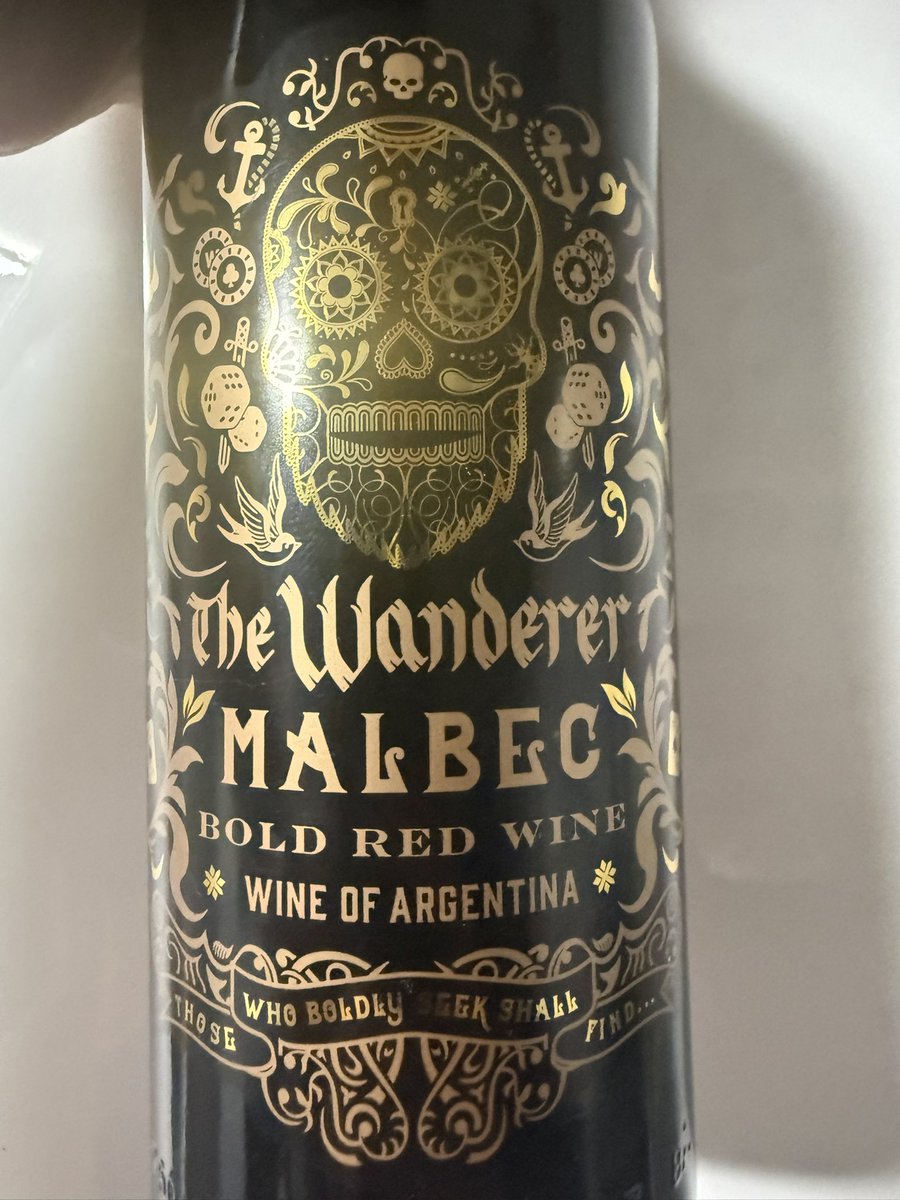 The Wanderer
MALBEC
BOLD RED WINE
WINE OF ARGENTINA
THOSE WHO BOLDLY SEEK SHALL FIND...